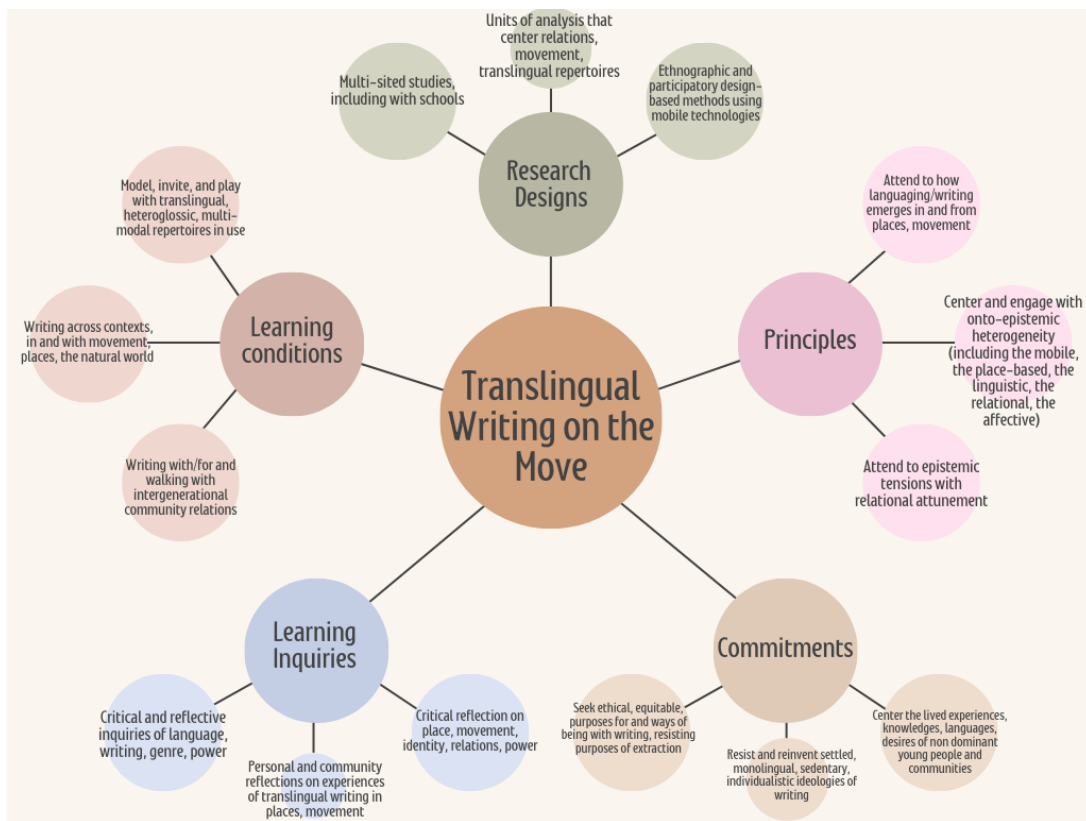 Units of analysis that
center relations,
movement,
translingual repertoires
Multi-sited studies,
including with schools
Ethnographic and
participatory design-
based methods using
mobile technologies
Research
Designs
Model, invite, and play
with translingual,
heteroglossic, multi-
modal repertoires in use
Writing across contexts,
in and with movement,
places, the natural world
Writing with/for and
walking with
intergenerational
community relations
Learning
conditions
Attend to how
languaging/writing
emerges in and from
places, movement
Center and engage with
onto-epistemic
heterogeneity
(including the mobile,
the place-based, the
linguistic, the
relational, the
affective)
Attend to epistemic
tensions with
relational attunement
Principles
Translingual
Writing on the
Move
Learning
Inquiries
Critical and reflective
inquiries of language,
writing, genre, power
Personal and community
reflections on experiences
of translingual writing in
places, movement
Critical reflection on
place, movement,
identity, relations, power
Commitments
Seek ethical, equitable,
purposes for and ways of
being with writing, resisting
purposes of extraction
Resist and reinvent settled,
monolingual, sedentary,
individualistic ideologies of
writing
Center the lived experiences,
knowledges, languages,
desires of non dominant
young people and
communities